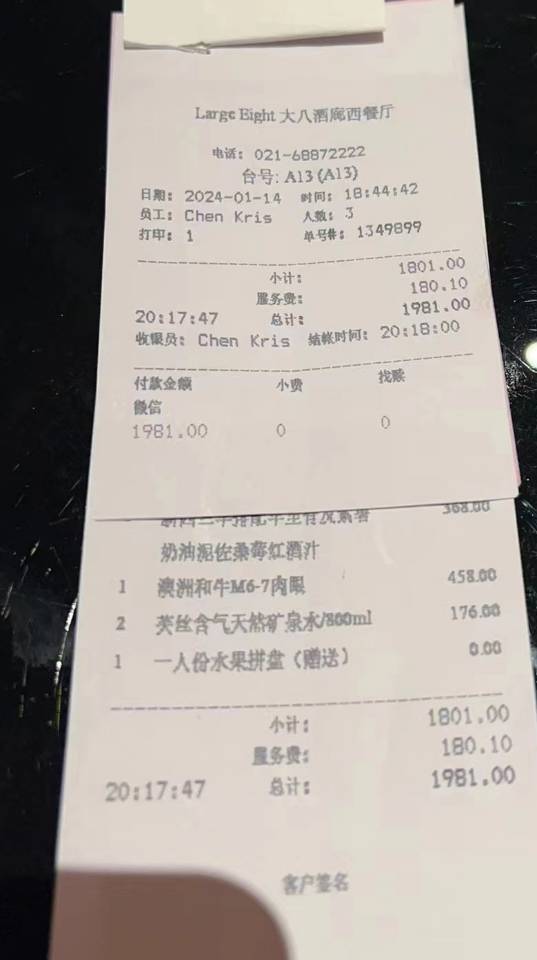 Large Eight 大八酒廊西餐厅
电话: 021-68872222
台号: A13 (A13)
日期: 2024-01-14 时间: 18:44:42
员工: Chen Kris 人数: 3
打印: 1 单号#: 1349899
小计: 1801.00
服务费: 180.10
20:17:47 总计: 1981.00
收银员: Chen Kris 结帐时间: 20:18:00
付款金额 小费 找赎
微信
1981.00 0 0
368.00
奶油泥佐桑莓红酒汁
1 澳洲和牛M6-7肉眼 458.00
2 芙丝含气天然矿泉水/800ml 176.00
1 一人份水果拼盘（赠送） 0.00
小计: 1801.00
服务费: 180.10
20:17:47 总计: 1981.00
客户签名